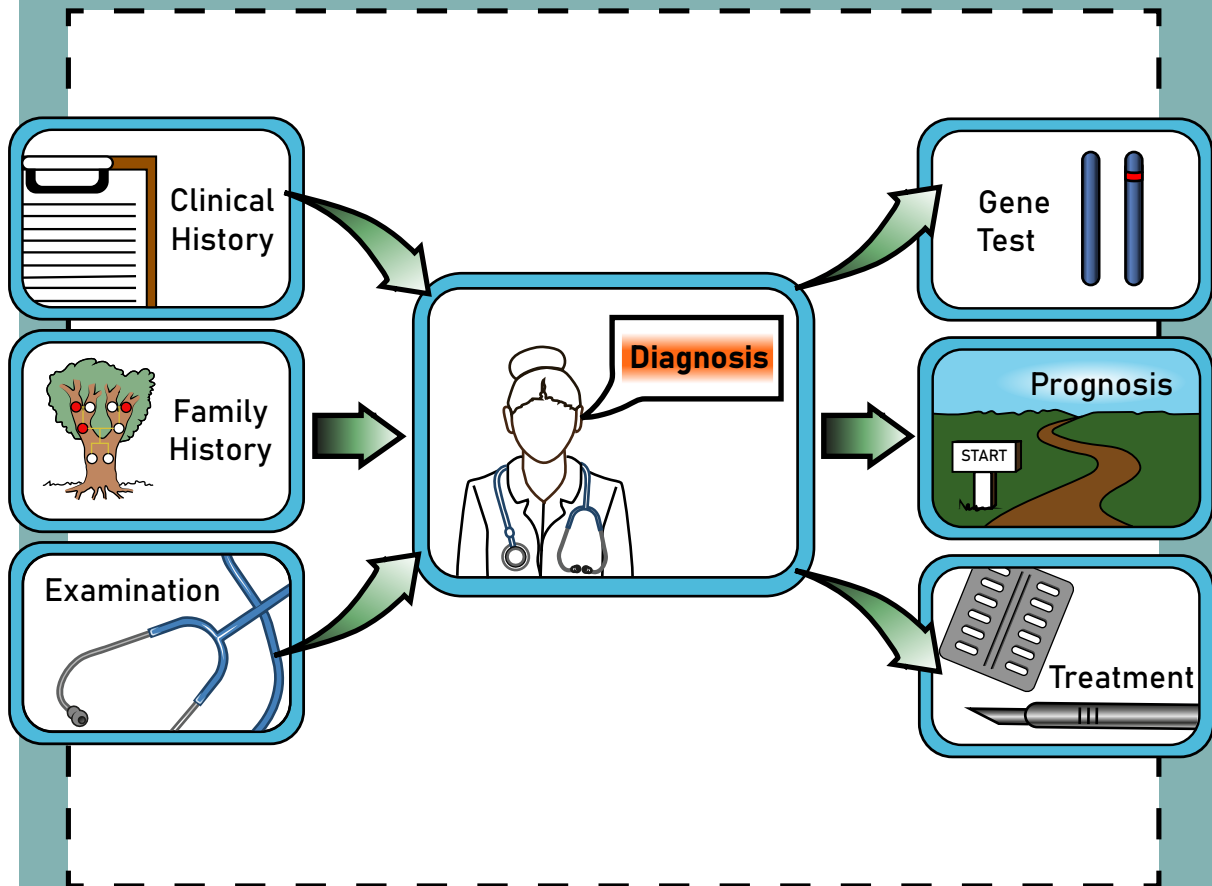 Clinical
History
Family
History
Examination
Diagnosis
Gene
Test
Prognosis
START
Treatment